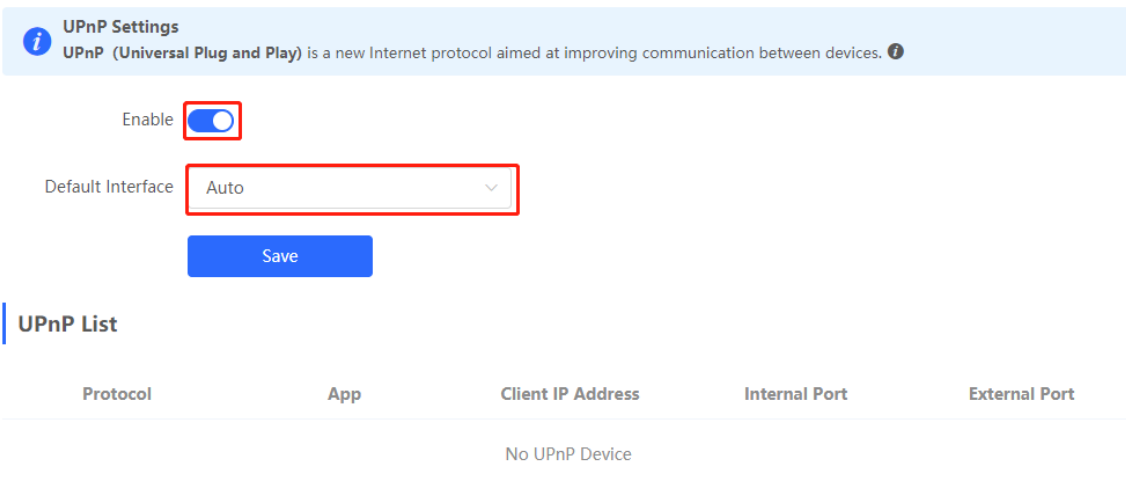 UPnP Settings
UPnP (Universal Plug and Play) is a new Internet protocol aimed at improving communication between devices.
Enable
Default Interface Auto
Save
UPnP List
Protocol App Client IP Address Internal Port External Port
No UPnP Device